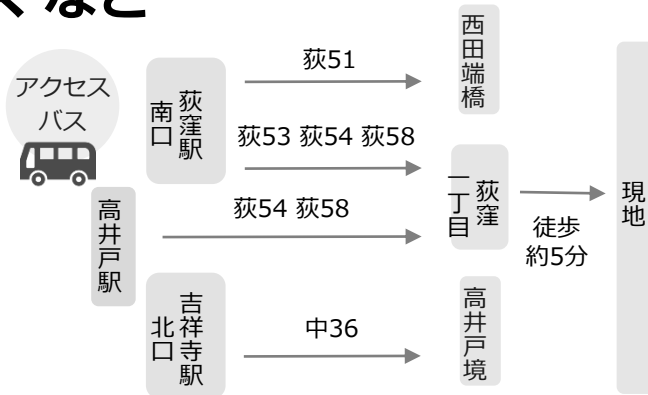 くなど
アクセス
バス
荻窪駅
南口
荻51
西田端橋
荻53 荻54 荻58
荻窪
一丁目
高井戸駅
荻54 荻58
徒歩
約5分
現地
吉祥寺駅
北口
中36
高井戸境